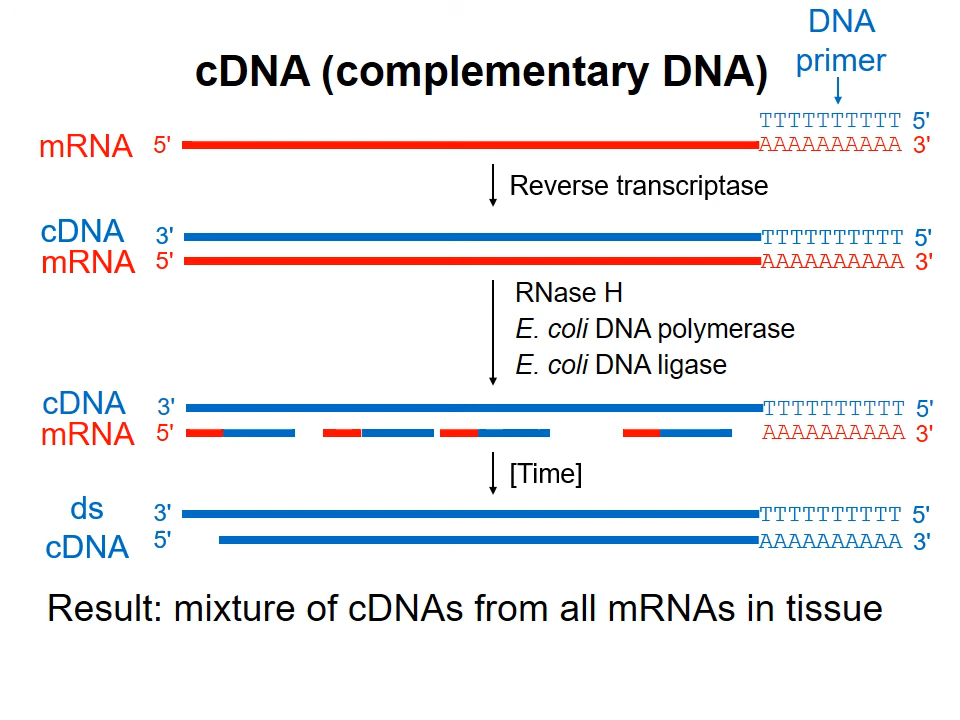 DNA
primer
cDNA (complementary DNA)
TTTTTTTTTT 5'
mRNA 5' AAAAAAAAAA 3'
Reverse transcriptase
cDNA 3' TTTTTTTTTT 5'
mRNA 5' AAAAAAAAAA 3'
RNase H
E. coli DNA polymerase
E. coli DNA ligase
cDNA 3' TTTTTTTTTT 5'
mRNA 5' AAAAAAAAAA 3'
[Time]
ds 3' TTTTTTTTTT 5'
cDNA 5' AAAAAAAAAA 3'
Result: mixture of cDNAs from all mRNAs in tissue